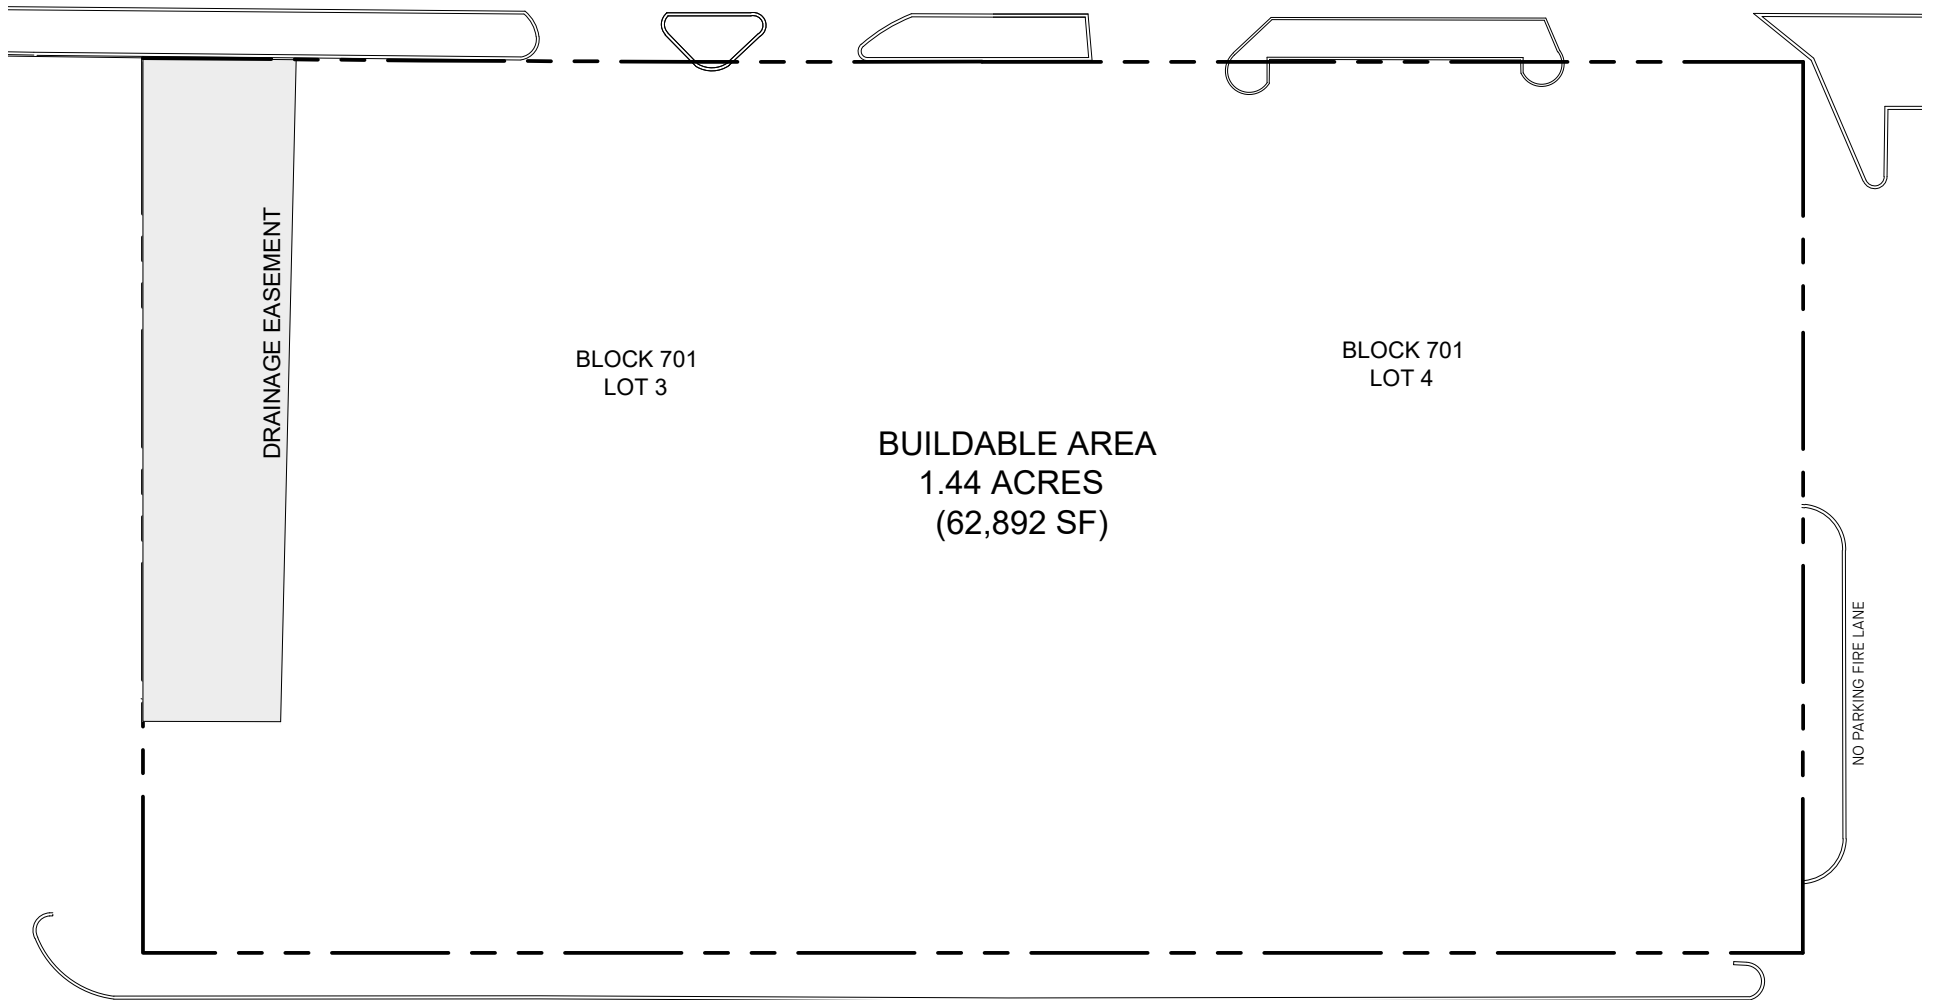 DRAINAGE EASEMENT
BLOCK 701
LOT 3
BLOCK 701
LOT 4
BUILDABLE AREA
1.44 ACRES
(62,892 SF)
NO PARKING FIRE LANE